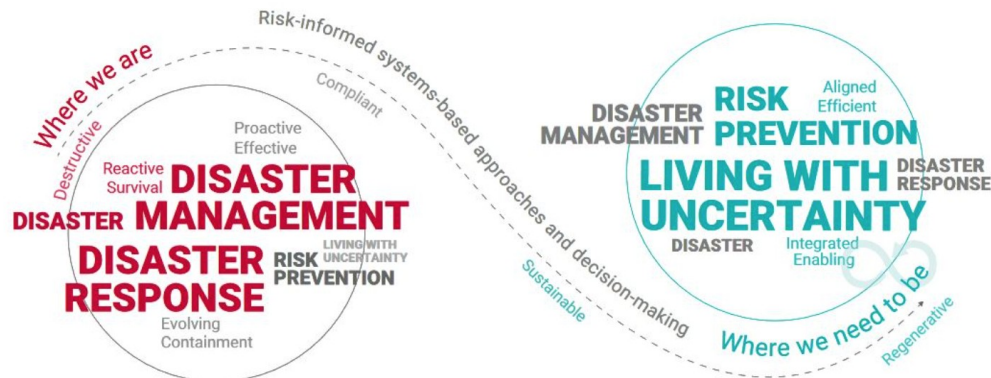 Where we are
Risk-informed systems-based approaches and decision-making
Destructive
Compliant
Sustainable
Regenerative
Where we need to be
Proactive
Effective
Reactive
Survival
DISASTER
MANAGEMENT
DISASTER
DISASTER
RESPONSE
RISK
PREVENTION
LIVING WITH
UNCERTAINTY
Evolving
Containment
DISASTER
MANAGEMENT
RISK
PREVENTION
Aligned
Efficient
LIVING WITH
UNCERTAINTY
DISASTER
RESPONSE
DISASTER
Integrated
Enabling